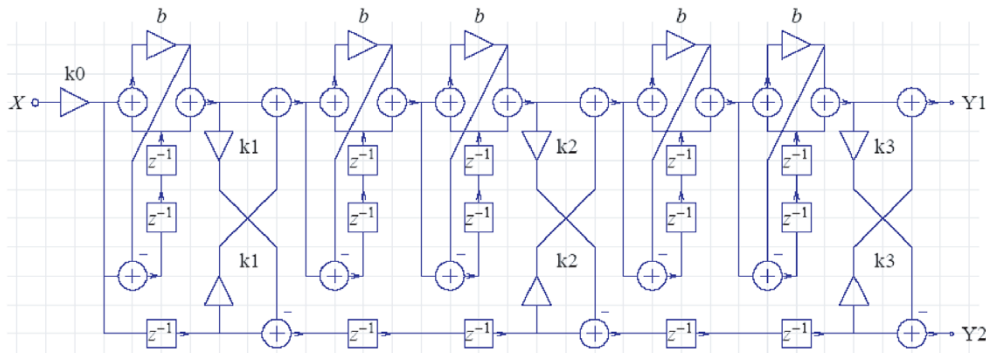 b b b b b
k0
X Y1
k1 k2 k3
z⁻¹ z⁻¹ z⁻¹ z⁻¹ z⁻¹
z⁻¹ z⁻¹ z⁻¹ z⁻¹ z⁻¹
− − − − −
k1 k2 k3
− − −
z⁻¹ z⁻¹ z⁻¹ z⁻¹ z⁻¹ Y2